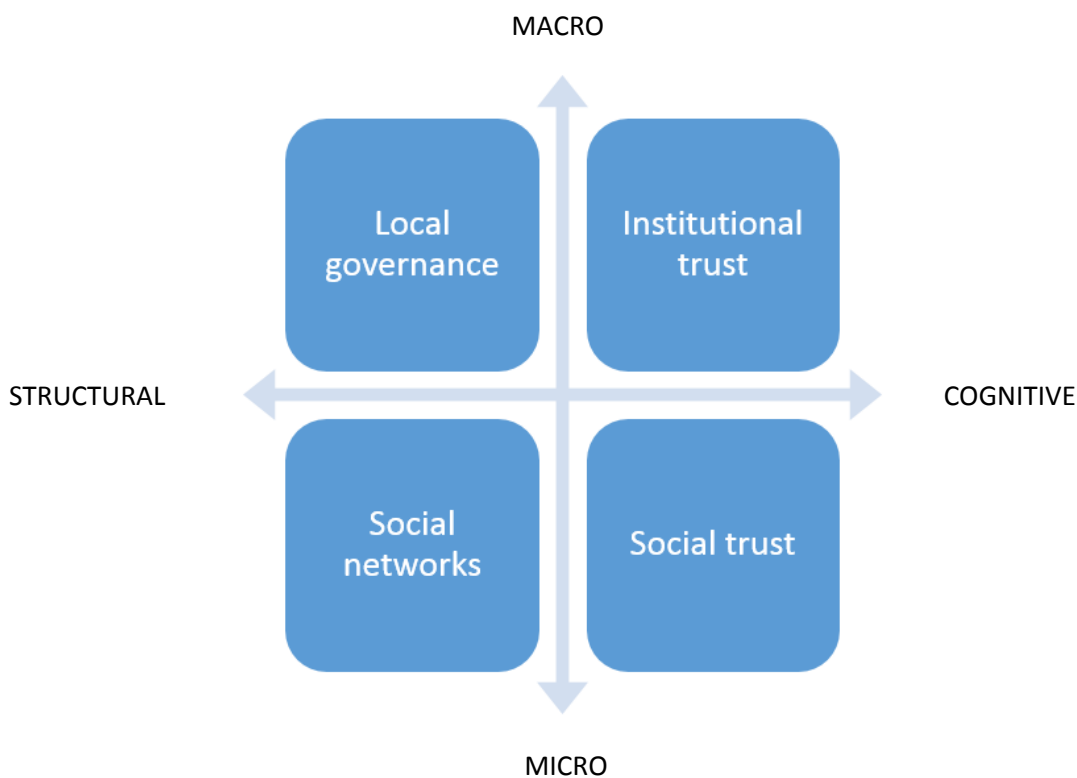 MACRO
Local
governance
Institutional
trust
STRUCTURAL
COGNITIVE
Social
networks
Social trust
MICRO